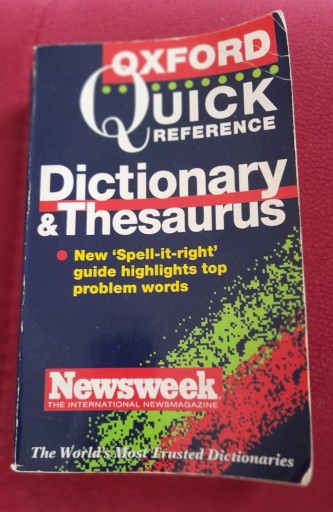 OXFORD
QUICK
REFERENCE
Dictionary
& Thesaurus
New 'Spell-it-right'
guide highlights top
problem words
Newsweek
THE INTERNATIONAL NEWSMAGAZINE
The World's Most Trusted Dictionaries